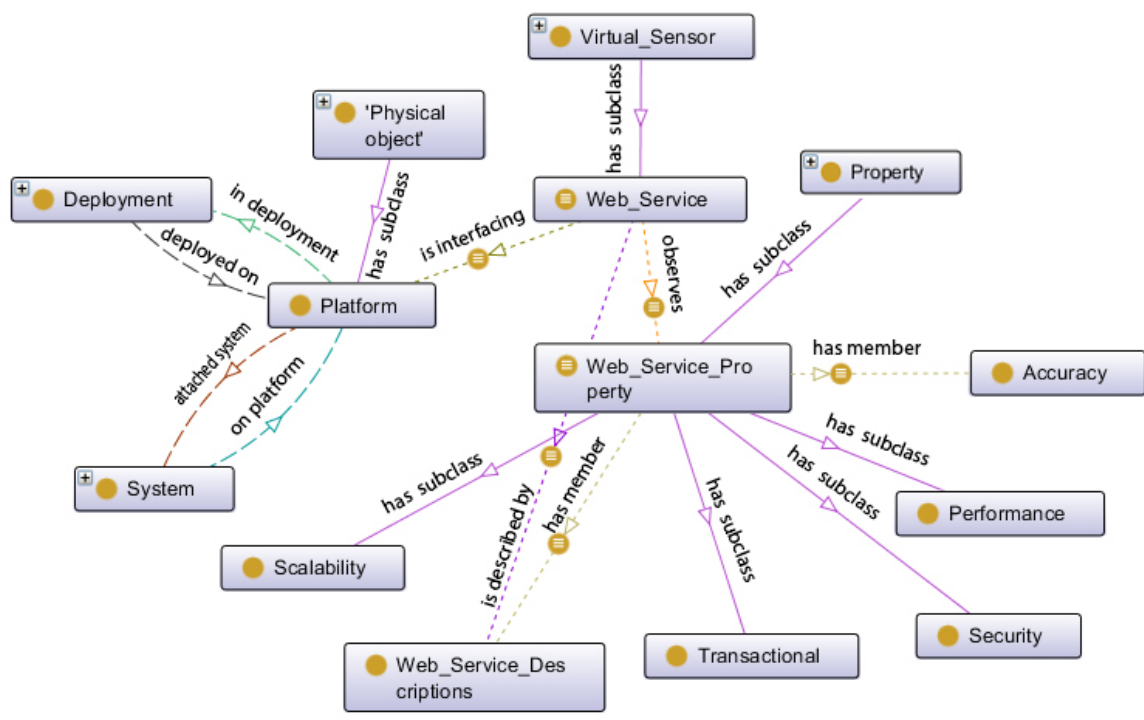 Virtual_Sensor
has subclass
'Physical
object'
Property
Deployment
in deployment
has subclass
Web_Service
is interfacing
deployed on
observes
has subclass
Platform
attached system
on platform
Web_Service_Pro
perty
has member
Accuracy
has subclass
System
has subclass
has member
has subclass
has subclass
Performance
is described by
Scalability
Security
Web_Service_Des
criptions
Transactional